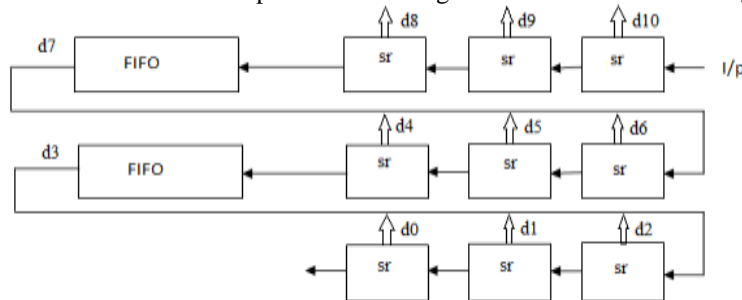 d8 d9 d10
d7 FIFO sr sr sr I/p
d4 d5 d6
d3 FIFO sr sr sr
d0 d1 d2
sr sr sr